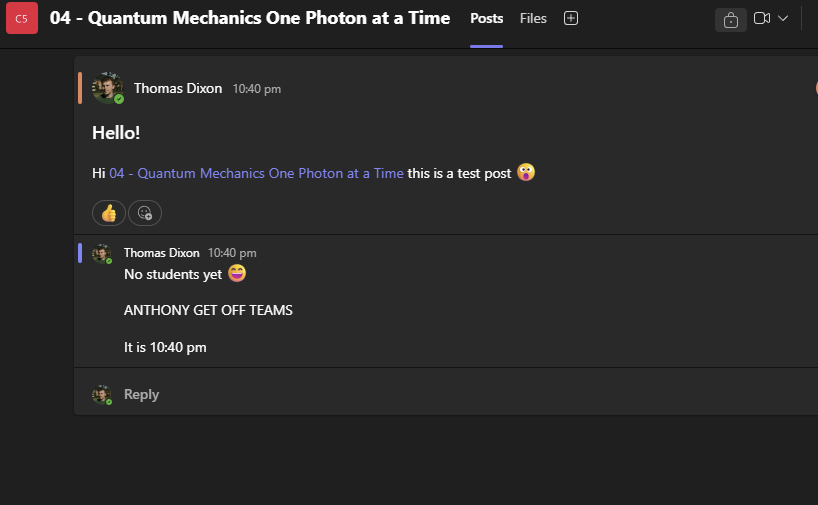 C5 04 - Quantum Mechanics One Photon at a Time Posts Files
Thomas Dixon 10:40 pm
Hello!
Hi 04 - Quantum Mechanics One Photon at a Time this is a test post 😲
👍
Thomas Dixon 10:40 pm
No students yet 😄
ANTHONY GET OFF TEAMS
It is 10:40 pm
Reply